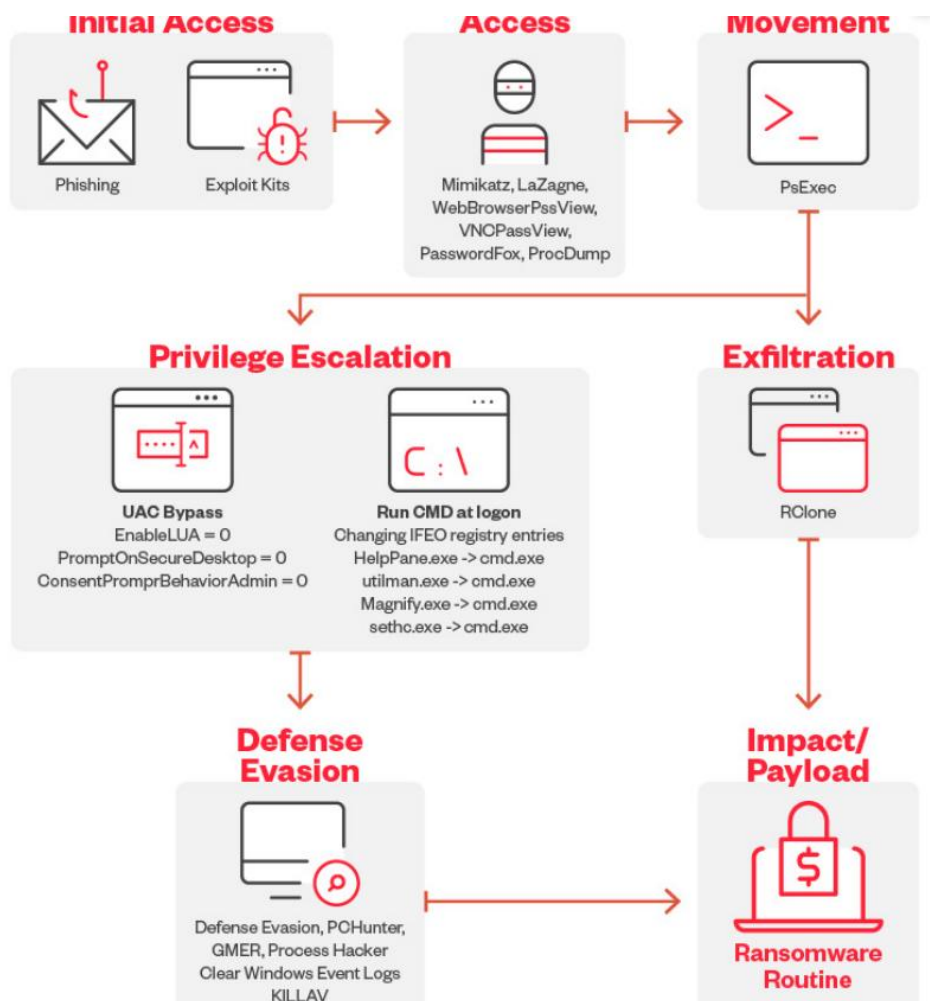 Initial Access
Access
Movement
Phishing
Exploit Kits
Mimikatz, LaZagne,
WebBrowserPssView,
VNCPassView,
PasswordFox, ProcDump
>_
PsExec
Privilege Escalation
Exfiltration
C:\
UAC Bypass
EnableLUA = 0
PromptOnSecureDesktop = 0
ConsentPromprBehaviorAdmin = 0
Run CMD at logon
Changing IFEO registry entries
HelpPane.exe -> cmd.exe
utilman.exe -> cmd.exe
Magnify.exe -> cmd.exe
sethc.exe -> cmd.exe
RClone
Defense
Evasion
Impact/
Payload
Defense Evasion, PCHunter,
GMER, Process Hacker
Clear Windows Event Logs
KILLAV
$
Ransomware
Routine